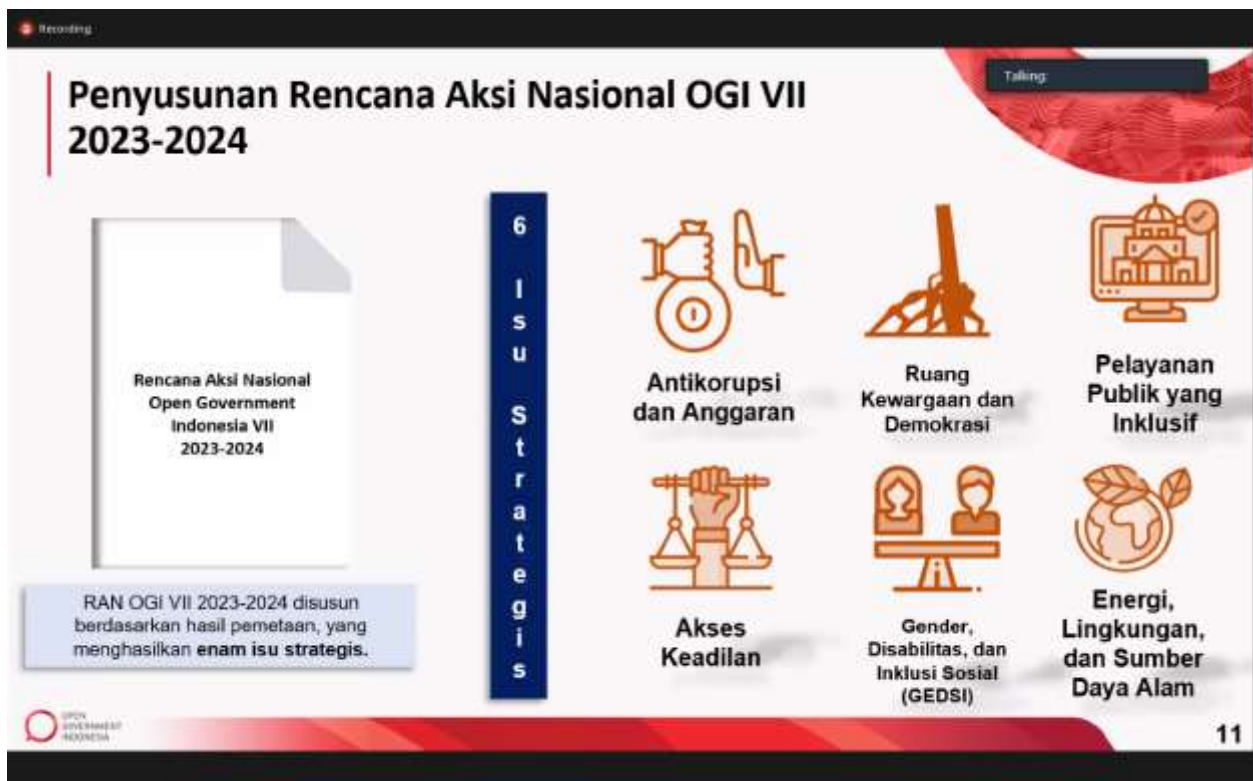 Recording
Talking:
Penyusunan Rencana Aksi Nasional OGI VII
2023-2024
Rencana Aksi Nasional
Open Government
Indonesia VII
2023-2024
RAN OGI VII 2023-2024 disusun
berdasarkan hasil pemetaan, yang
menghasilkan enam isu strategis.
6 Isu Strategis
Antikorupsi
dan Anggaran
Ruang
Kewargaan dan
Demokrasi
Pelayanan
Publik yang
Inklusif
Akses
Keadilan
Gender,
Disabilitas, dan
Inklusi Sosial
(GEDSI)
Energi,
Lingkungan,
dan Sumber
Daya Alam
OPEN
GOVERNMENT
INDONESIA
11